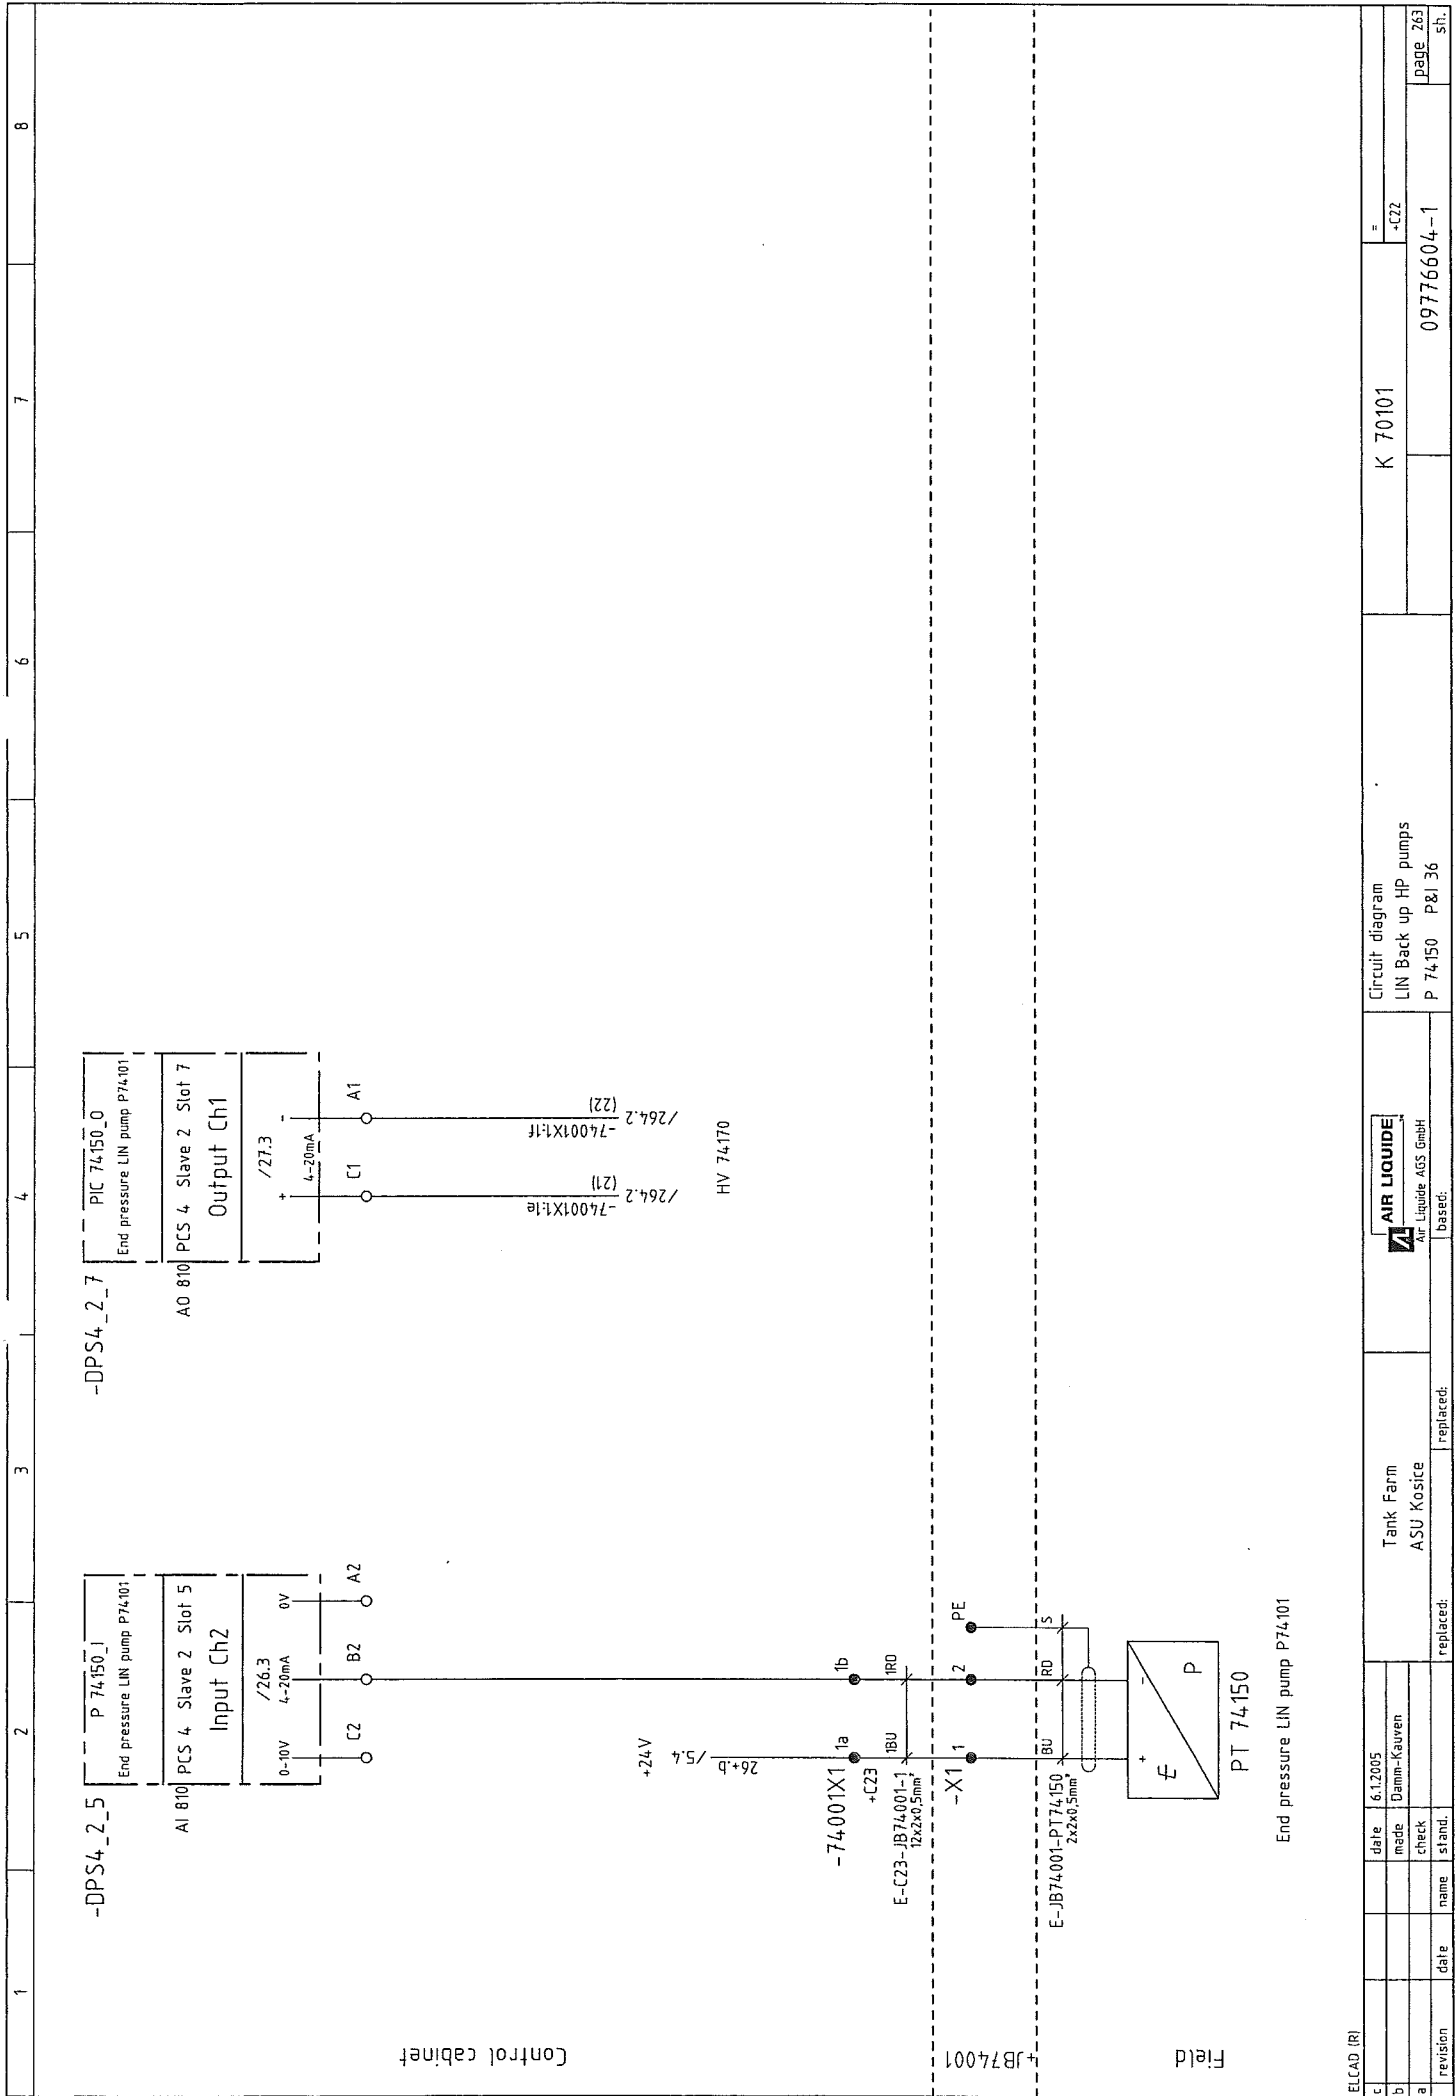 1 2 3 4 5 6 7 8
-DPS4_2_5
P 74150_I
End pressure LIN pump P74101
AI 810
PCS 4 Slave 2 Slot 5
Input Ch2
/26.3
0-10V 4-20mA 0V
C2 B2 A2
-DPS4_2_7
PIC 74150_O
End pressure LIN pump P74101
AO 810
PCS 4 Slave 2 Slot 7
Output Ch1
/27.3
+ 4-20mA -
C1 A1
-74001X1:1e
(21)
/264.2
-74001X1:1f
(22)
/264.2
HV 74170
Control cabinet
+24V
/5.4
26+.b
-74001X1 1a 1b
+C23
1BU 1RD
E-C23-JB74001-1
12x2x0,5mm²
+JB74001
-X1 1 2 PE
BU RD S
E-JB74001-PT74150
2x2x0,5mm²
Field
+ -
E P
PT 74150
End pressure LIN pump P74101
ELCAD (R)
c
b
a
revision date name
date 6.1.2005
made Damm-Kauven
check
stand.
Tank Farm
ASU Kosice
replaced: replaced:
AIR LIQUIDE
Air Liquide AGS GmbH
based:
Circuit diagram
LIN Back up HP pumps
P 74150 P&I 36
K 70101
=
+C22
09776604-1
page 263
sh.